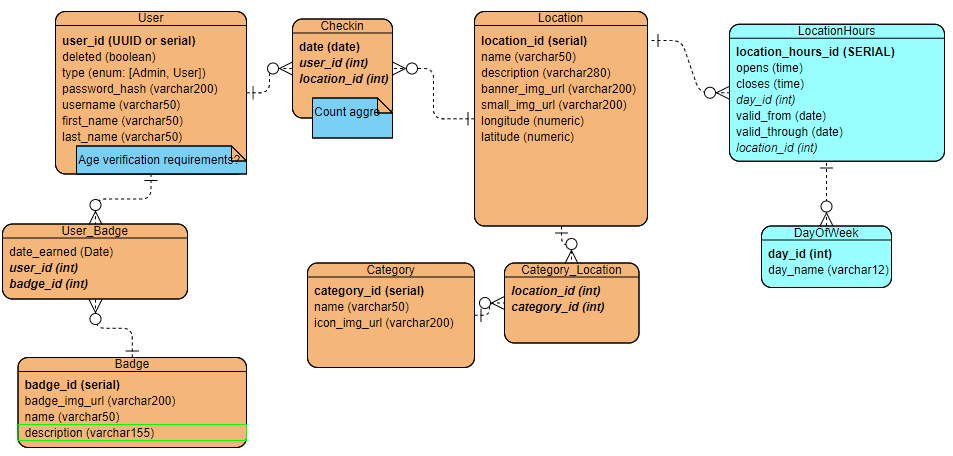 User
user_id (UUID or serial)
deleted (boolean)
type (enum: [Admin, User])
password_hash (varchar200)
username (varchar50)
first_name (varchar50)
last_name (varchar50)
Age verification requirements?
Checkin
date (date)
user_id (int)
location_id (int)
Count aggre
Location
location_id (serial)
name (varchar50)
description (varchar280)
banner_img_url (varchar200)
small_img_url (varchar200)
longitude (numeric)
latitude (numeric)
LocationHours
location_hours_id (SERIAL)
opens (time)
closes (time)
day_id (int)
valid_from (date)
valid_through (date)
location_id (int)
User_Badge
date_earned (Date)
user_id (int)
badge_id (int)
Category
category_id (serial)
name (varchar50)
icon_img_url (varchar200)
Category_Location
location_id (int)
category_id (int)
DayOfWeek
day_id (int)
day_name (varchar12)
Badge
badge_id (serial)
badge_img_url (varchar200)
name (varchar50)
description (varchar155)